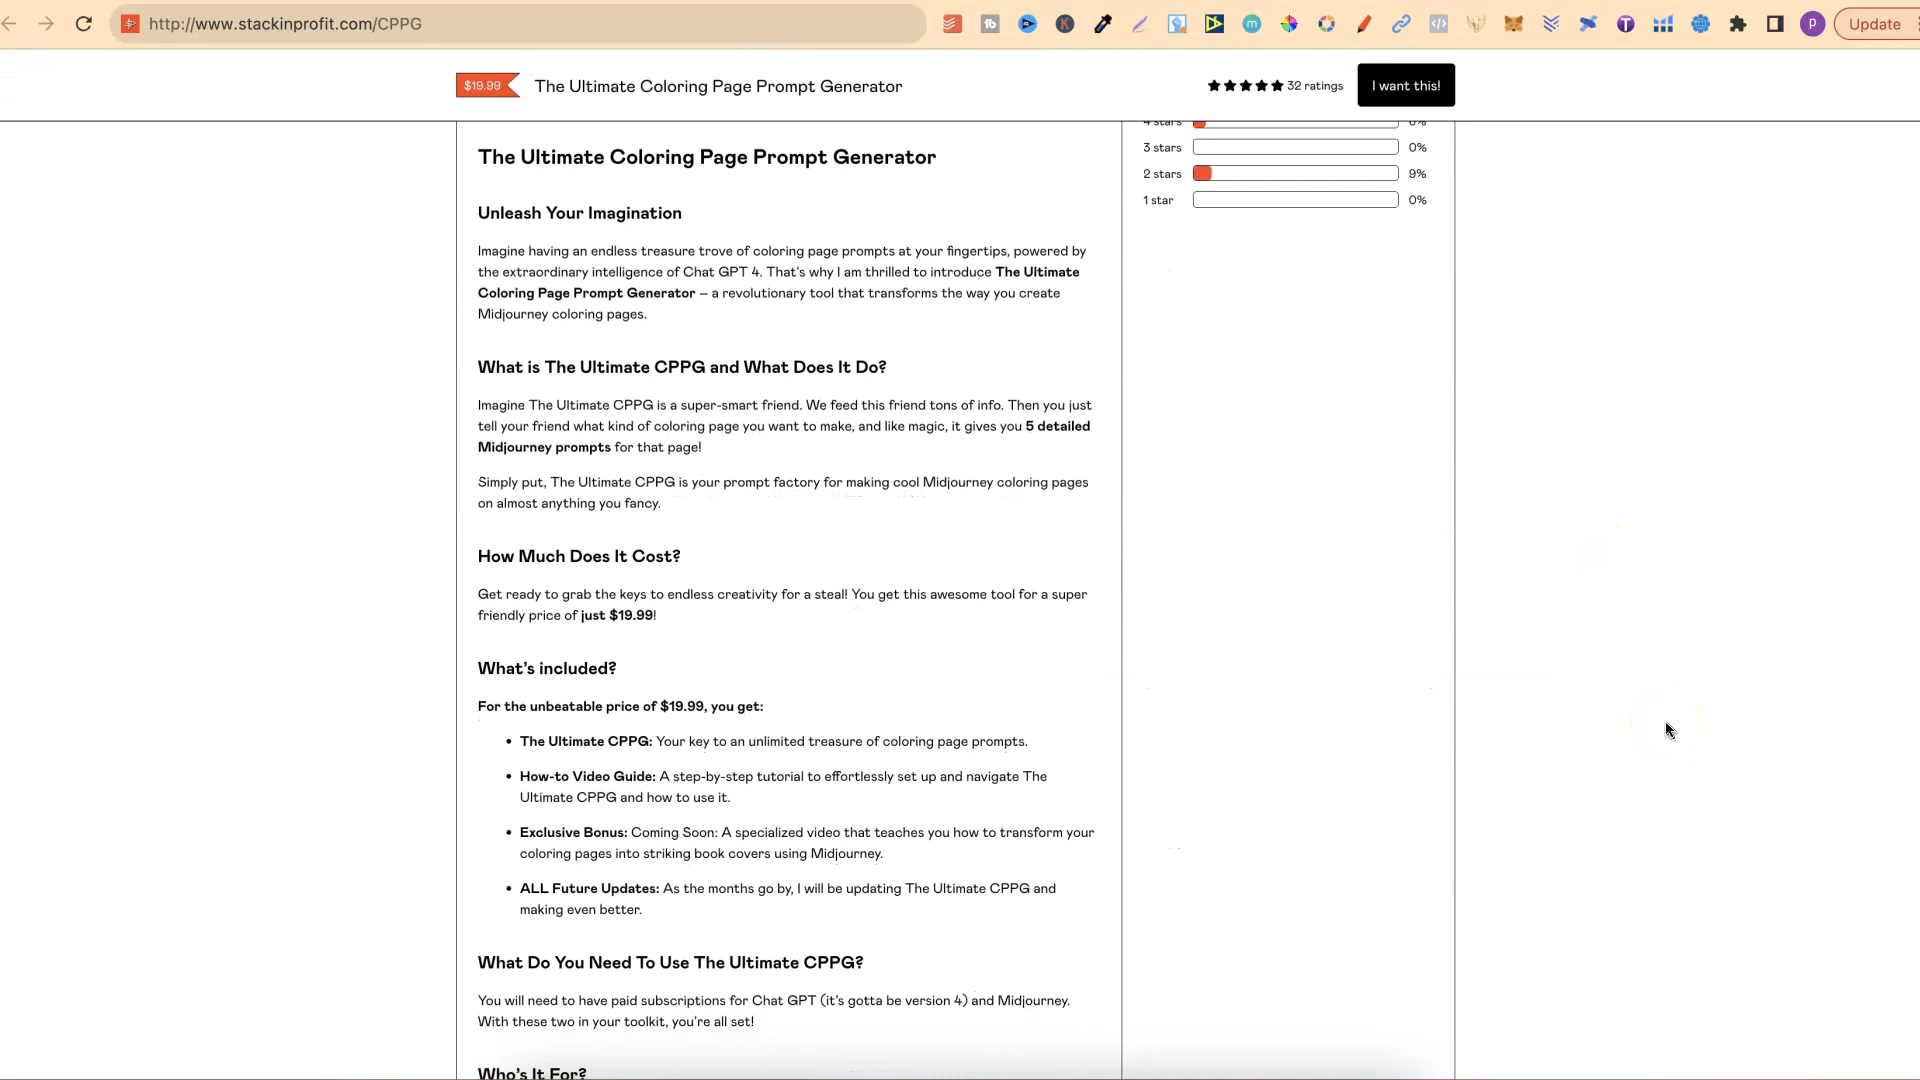 http://www.stackinprofit.com/CPPG
Update
$19.99
The Ultimate Coloring Page Prompt Generator
32 ratings
I want this!
4 stars
3 stars
0%
2 stars
9%
1 star
0%
The Ultimate Coloring Page Prompt Generator
Unleash Your Imagination
Imagine having an endless treasure trove of coloring page prompts at your fingertips, powered by
the extraordinary intelligence of Chat GPT 4. That's why I am thrilled to introduce The Ultimate
Coloring Page Prompt Generator – a revolutionary tool that transforms the way you create
Midjourney coloring pages.
What is The Ultimate CPPG and What Does It Do?
Imagine The Ultimate CPPG is a super-smart friend. We feed this friend tons of info. Then you just
tell your friend what kind of coloring page you want to make, and like magic, it gives you 5 detailed
Midjourney prompts for that page!
Simply put, The Ultimate CPPG is your prompt factory for making cool Midjourney coloring pages
on almost anything you fancy.
How Much Does It Cost?
Get ready to grab the keys to endless creativity for a steal! You get this awesome tool for a super
friendly price of just $19.99!
What's included?
For the unbeatable price of $19.99, you get:
• The Ultimate CPPG: Your key to an unlimited treasure of coloring page prompts.
• How-to Video Guide: A step-by-step tutorial to effortlessly set up and navigate The
Ultimate CPPG and how to use it.
• Exclusive Bonus: Coming Soon: A specialized video that teaches you how to transform your
coloring pages into striking book covers using Midjourney.
• ALL Future Updates: As the months go by, I will be updating The Ultimate CPPG and
making even better.
What Do You Need To Use The Ultimate CPPG?
You will need to have paid subscriptions for Chat GPT (it's gotta be version 4) and Midjourney.
With these two in your toolkit, you're all set!
Who's It For?